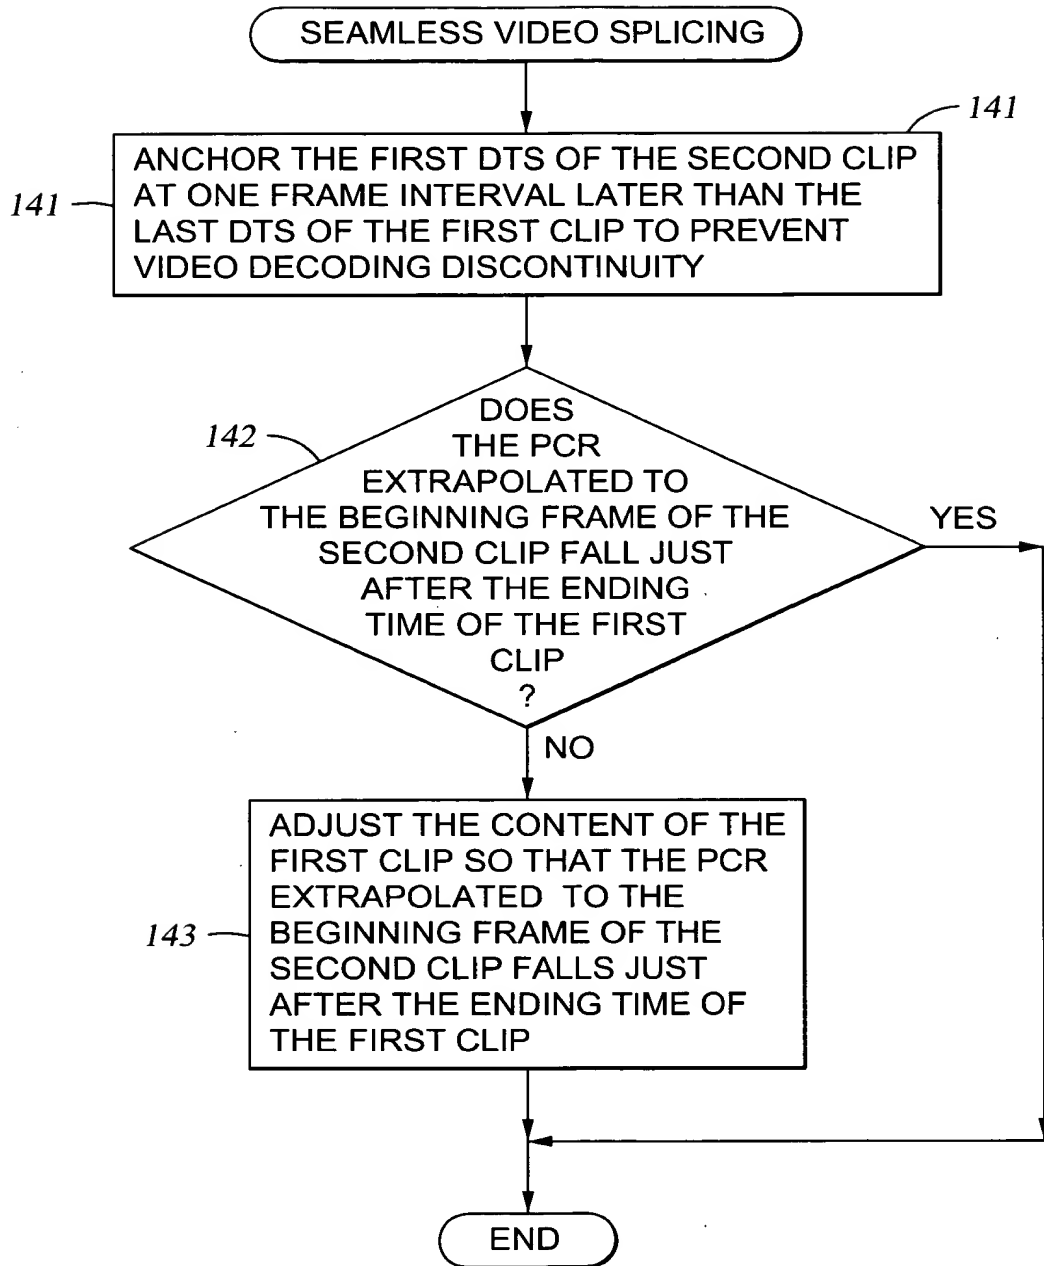 SEAMLESS VIDEO SPLICING
141
141
ANCHOR THE FIRST DTS OF THE SECOND CLIP
AT ONE FRAME INTERVAL LATER THAN THE
LAST DTS OF THE FIRST CLIP TO PREVENT
VIDEO DECODING DISCONTINUITY
142
DOES
THE PCR
EXTRAPOLATED TO
THE BEGINNING FRAME OF THE
SECOND CLIP FALL JUST
AFTER THE ENDING
TIME OF THE FIRST
CLIP
?
YES
NO
143
ADJUST THE CONTENT OF THE
FIRST CLIP SO THAT THE PCR
EXTRAPOLATED TO THE
BEGINNING FRAME OF THE
SECOND CLIP FALLS JUST
AFTER THE ENDING TIME OF
THE FIRST CLIP
END